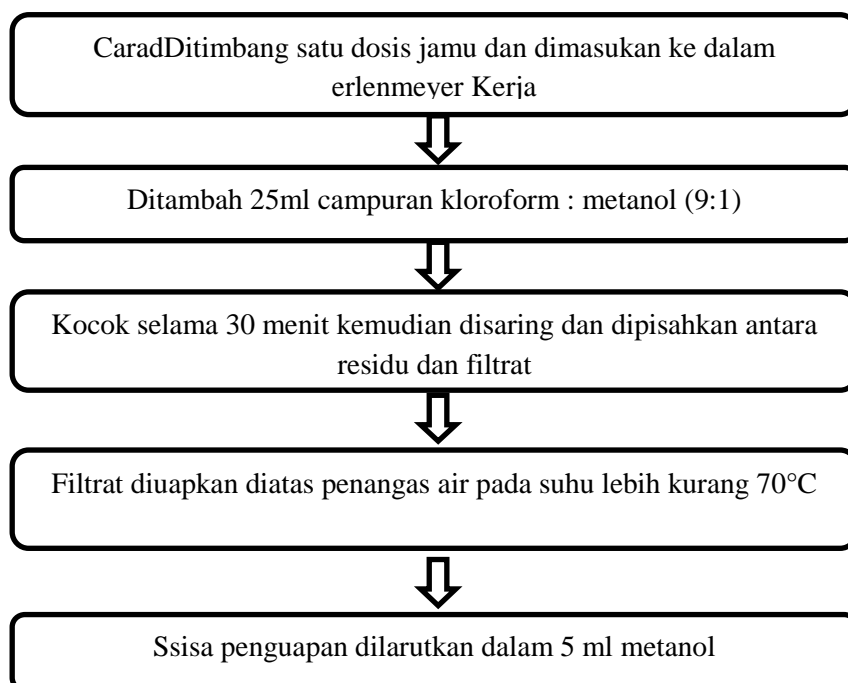 CaradDitimbang satu dosis jamu dan dimasukan ke dalam
erlenmeyer Kerja
Ditambah 25ml campuran kloroform : metanol (9:1)
Kocok selama 30 menit kemudian disaring dan dipisahkan antara
residu dan filtrat
Filtrat diuapkan diatas penangas air pada suhu lebih kurang 70°C
Ssisa penguapan dilarutkan dalam 5 ml metanol